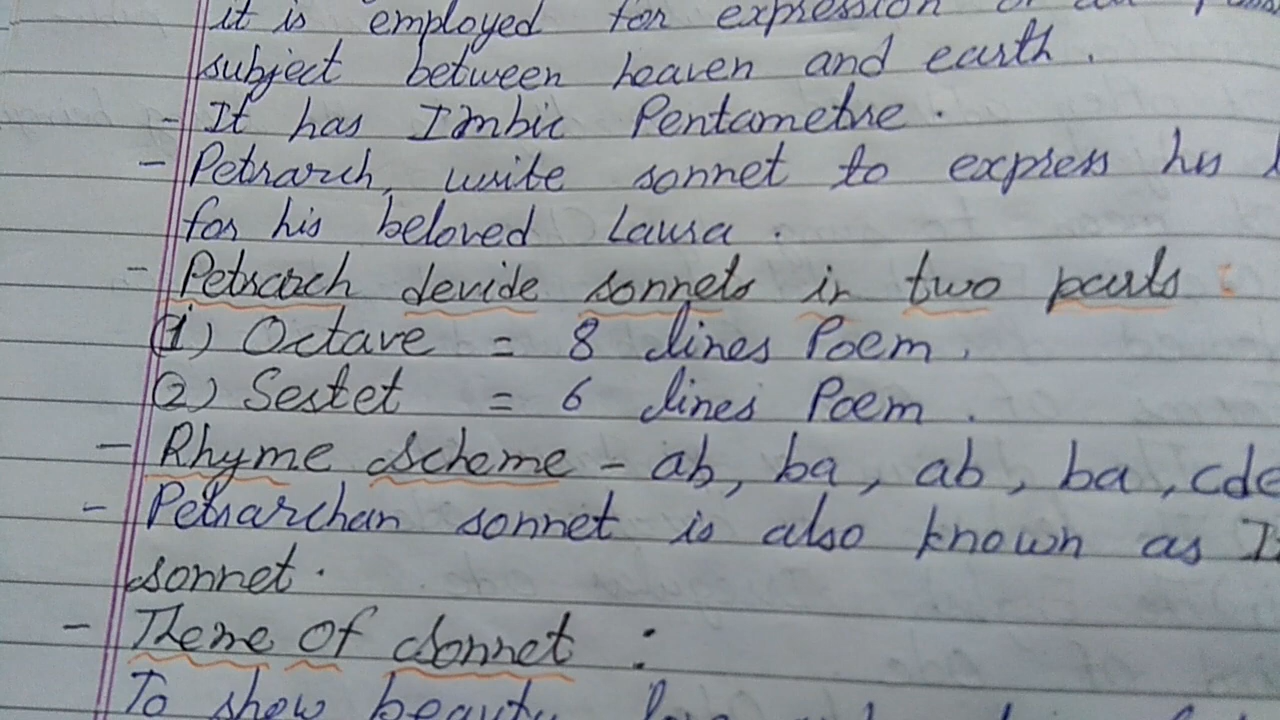 it is employed for expression
subject between heaven and earth.
- It has Imbic Pentametre.
- Petrarch, write sonnet to express his
for his beloved Laura.
- Petrarch devide sonnets in two parts:
(1) Octave = 8 lines Poem.
(2) Sestet = 6 lines Poem.
- Rhyme Scheme - ab, ba, ab, ba, cde
- Petrarchan sonnet is also known as
sonnet.
- Theme Of Sonnet :
To show beauty,